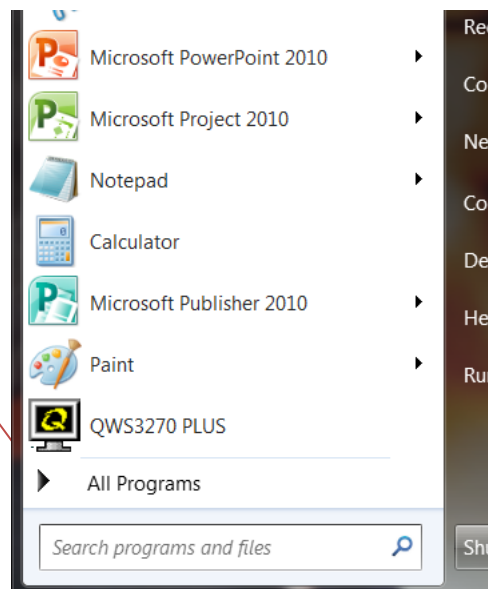 Microsoft PowerPoint 2010
Microsoft Project 2010
Notepad
Calculator
Microsoft Publisher 2010
Paint
QWS3270 PLUS
All Programs
Search programs and files